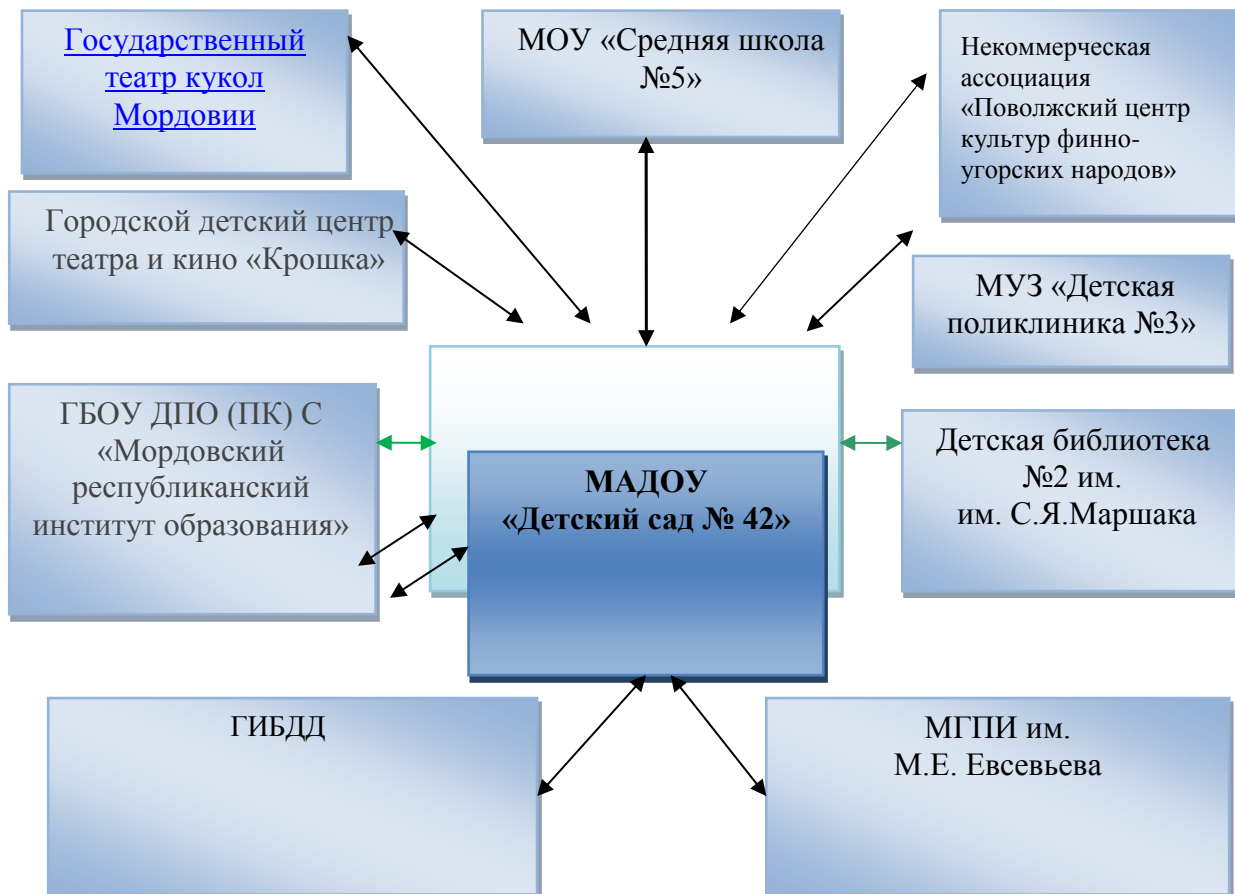 Государственный
театр кукол
Мордовии
МОУ «Средняя школа
№5»
Некоммерческая
ассоциация
«Поволжский центр
культур финно-
угорских народов»
Городской детский центр
театра и кино «Крошка»
МУЗ «Детская
поликлиника №3»
ГБОУ ДПО (ПК) С
«Мордовский
республиканский
институт образования»
МАДОУ
«Детский сад № 42»
Детская библиотека
№2 им.
им. С.Я.Маршака
ГИБДД
МГПИ им.
М.Е. Евсевьева